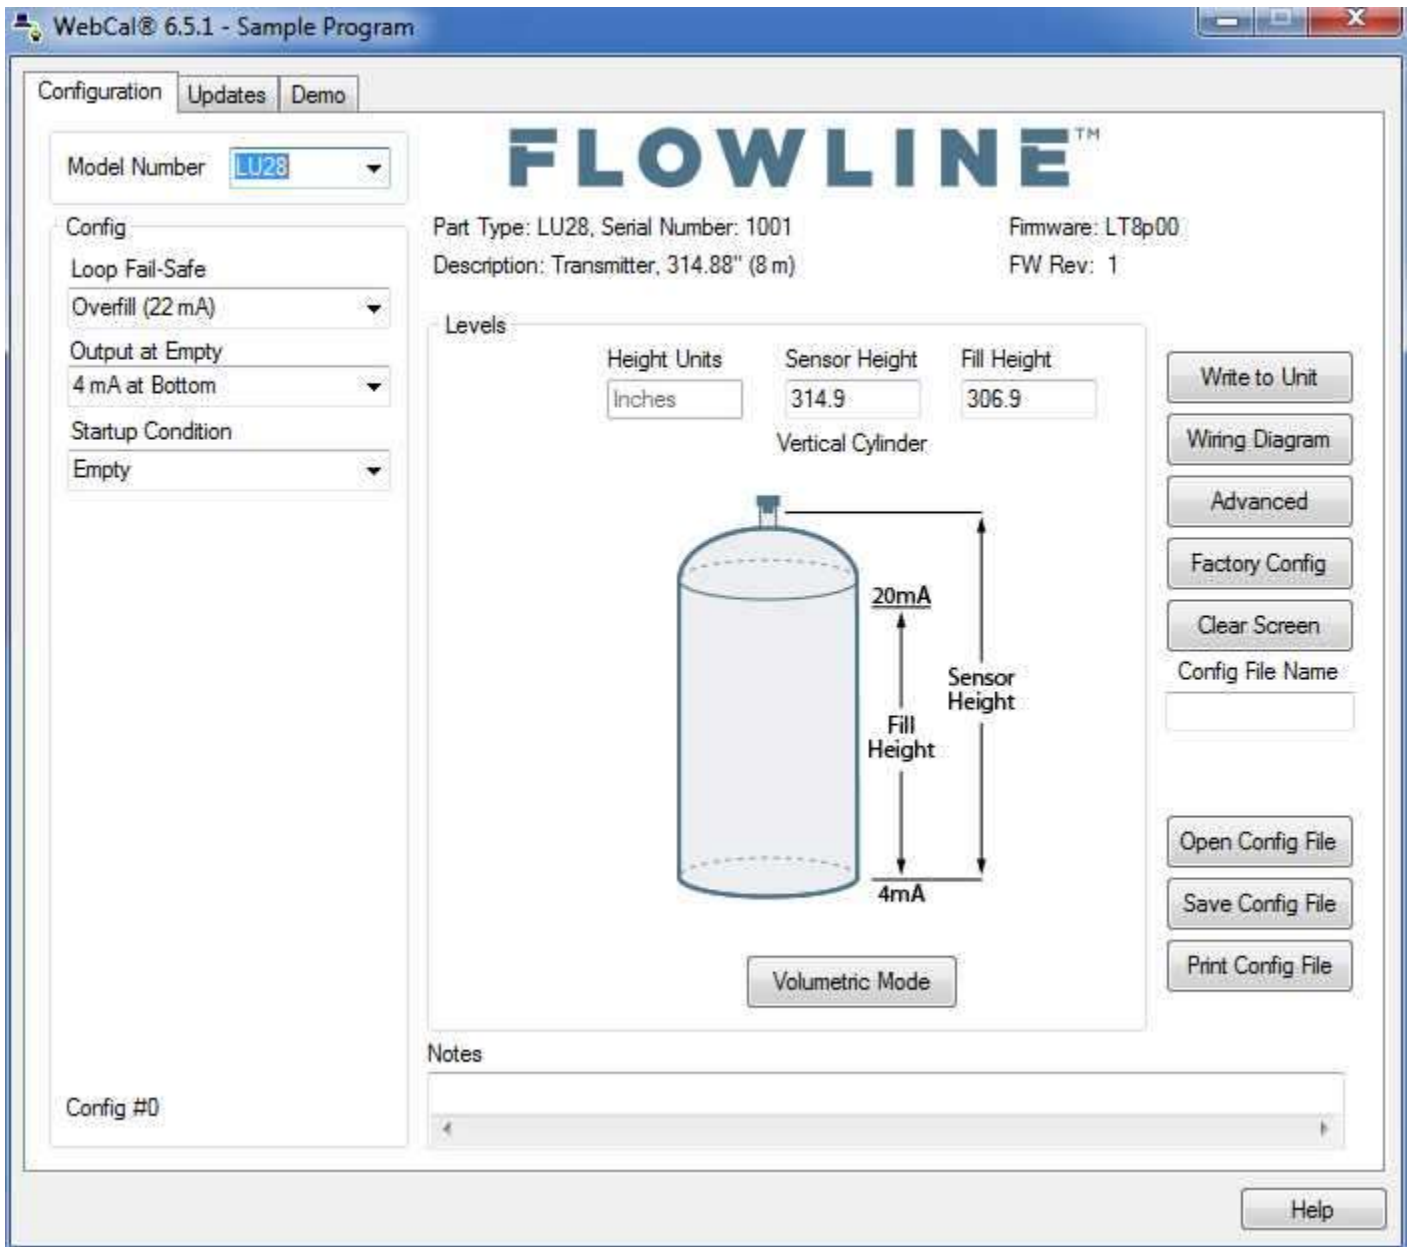 WebCal® 6.5.1 - Sample Program
Configuration Updates Demo
Model Number LU28
FLOWLINE™
Config
Loop Fail-Safe
Overfill (22 mA)
Output at Empty
4 mA at Bottom
Startup Condition
Empty
Config #0
Part Type: LU28, Serial Number: 1001
Firmware: LT8p00
Description: Transmitter, 314.88" (8 m)
FW Rev: 1
Levels
Height Units Sensor Height Fill Height
Inches 314.9 306.9
Vertical Cylinder
20mA
Sensor
Height
Fill
Height
4mA
Volumetric Mode
Write to Unit
Wiring Diagram
Advanced
Factory Config
Clear Screen
Config File Name
Open Config File
Save Config File
Print Config File
Notes
Help